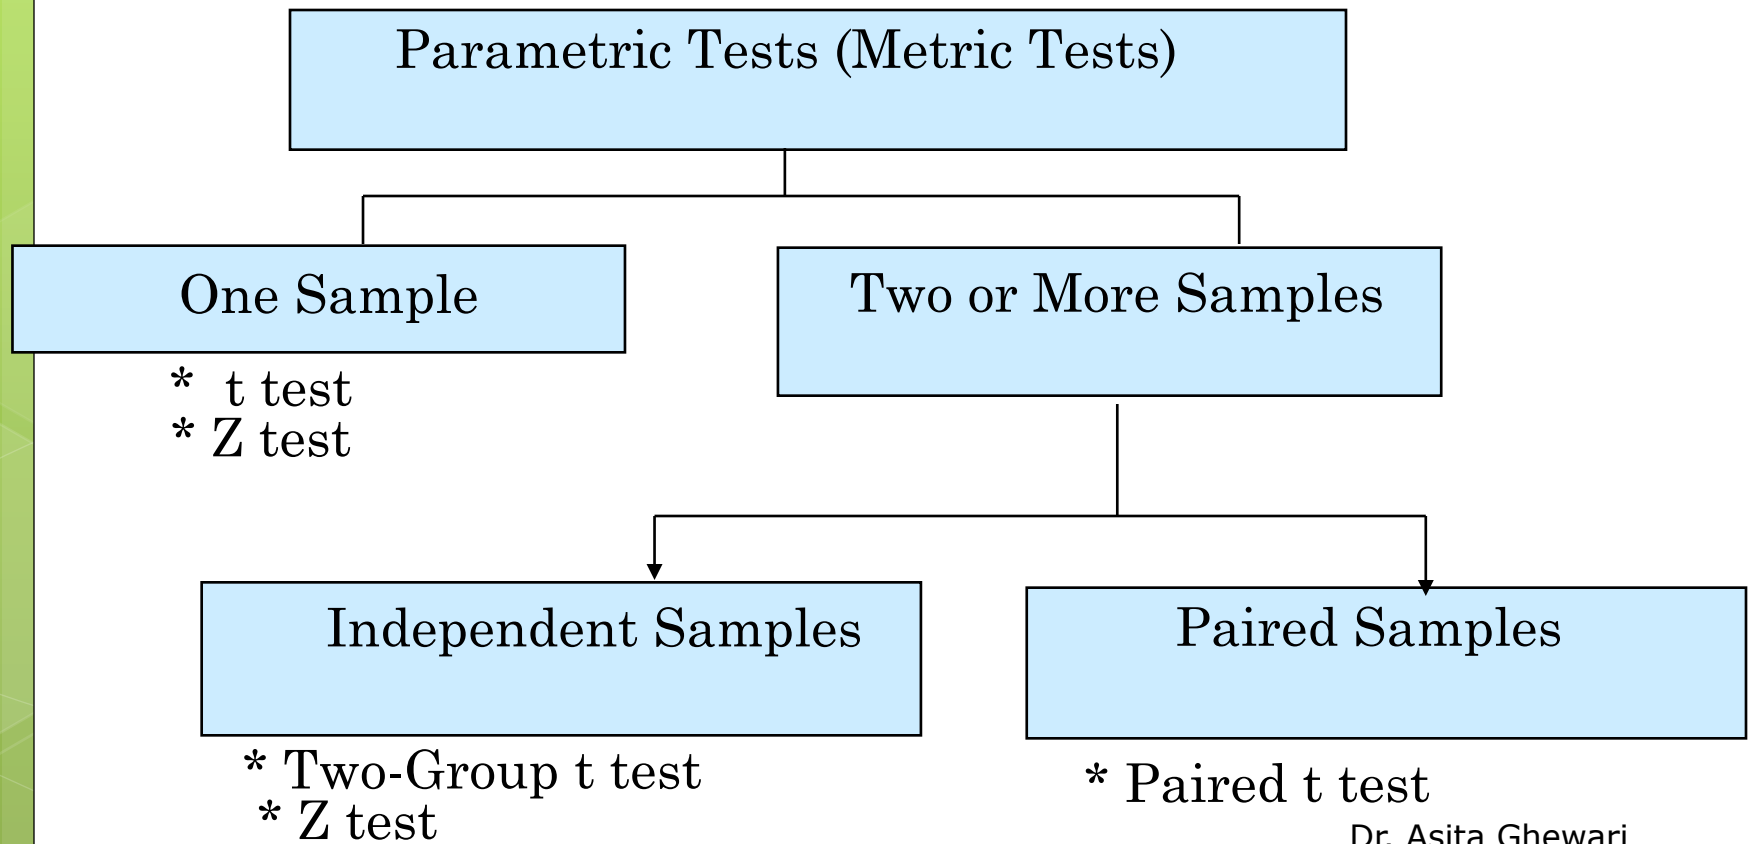 Parametric Tests (Metric Tests)
One Sample
Two or More Samples
* t test
* Z test
Independent Samples
Paired Samples
* Two-Group t test
* Z test
* Paired t test
Dr. Asita Ghewari